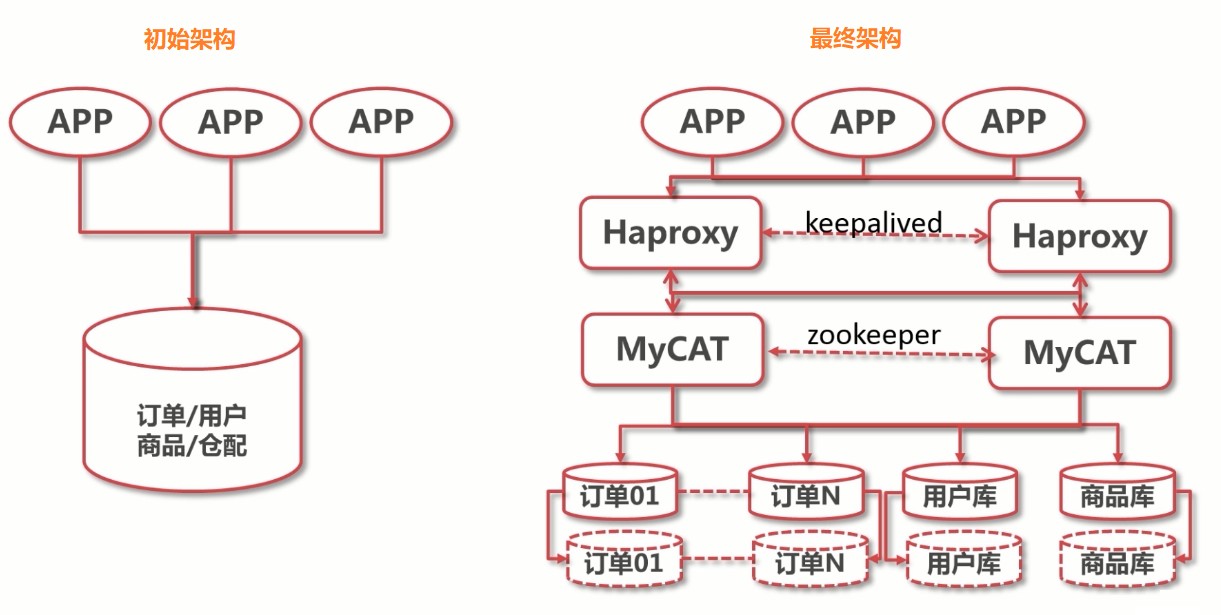 初始架构
APP
APP
APP
订单/用户
商品/仓配
最终架构
APP
APP
APP
Haproxy
keepalived
Haproxy
MyCAT
zookeeper
MyCAT
订单01
订单N
用户库
商品库
订单01
订单N
用户库
商品库